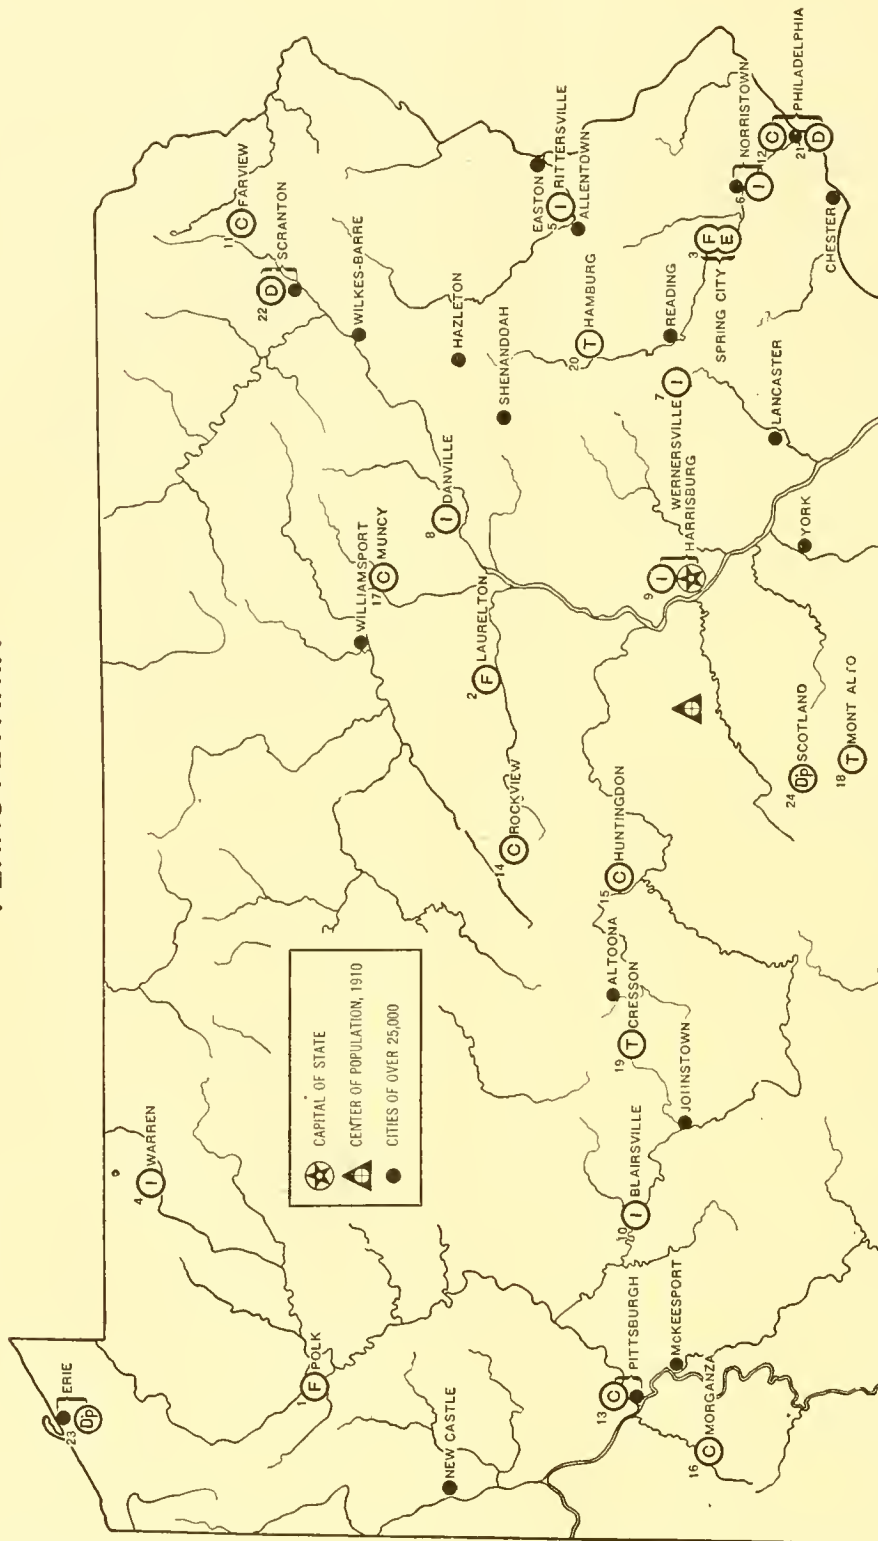 23
Dp
ERIE
4
I
WARREN
1
F
POLK
NEW CASTLE
13
C
PITTSBURGH
McKEESPORT
16
C
MORGANZA
10
I
BLAIRSVILLE
JOHNSTOWN
19
T
CRESSON
ALTOONA
15
C
HUNTINGDON
14
C
ROCKVIEW
CAPITAL OF STATE
CENTER OF POPULATION, 1910
CITIES OF OVER 25,000
2
F
LAURELTON
WILLIAMSPORT
17
C
MUNCY
8
I
DANVILLE
24
Dp
SCOTLAND
18
T
MONT ALTO
9
I
HARRISBURG
YORK
LANCASTER
7
I
WERNERSVILLE
READING
20
T
HAMBURG
SHENANDOAH
HAZLETON
WILKES-BARRE
22
D
SCRANTON
11
C
FARVIEW
EASTON
5
I
RITTERSVILLE
ALLENTOWN
3
F
E
SPRING CITY
6
I
NORRISTOWN
12
C
21
D
PHILADELPHIA
CHESTER